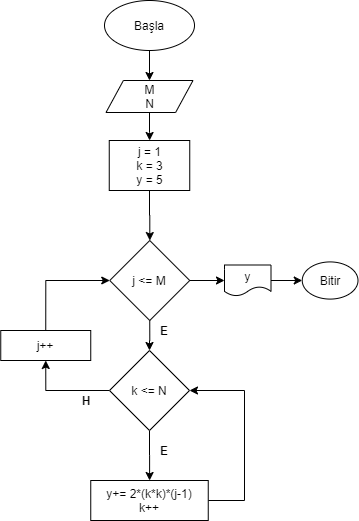 Başla
M
N
j = 1
k = 3
y = 5
j <= M
y
Bitir
E
j++
k <= N
H
E
y+= 2*(k*k)*(j-1)
k++